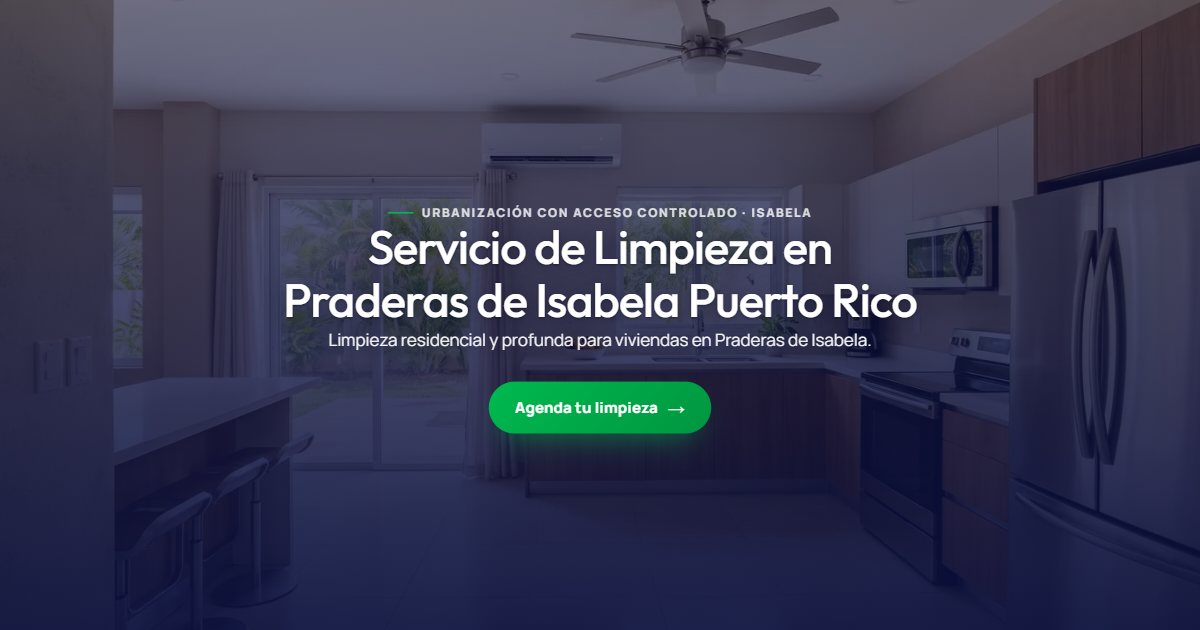 URBANIZACIÓN CON ACCESO CONTROLADO · ISABELA
Servicio de Limpieza en
Praderas de Isabela Puerto Rico
Limpieza residencial y profunda para viviendas en Praderas de Isabela.
Agenda tu limpieza →